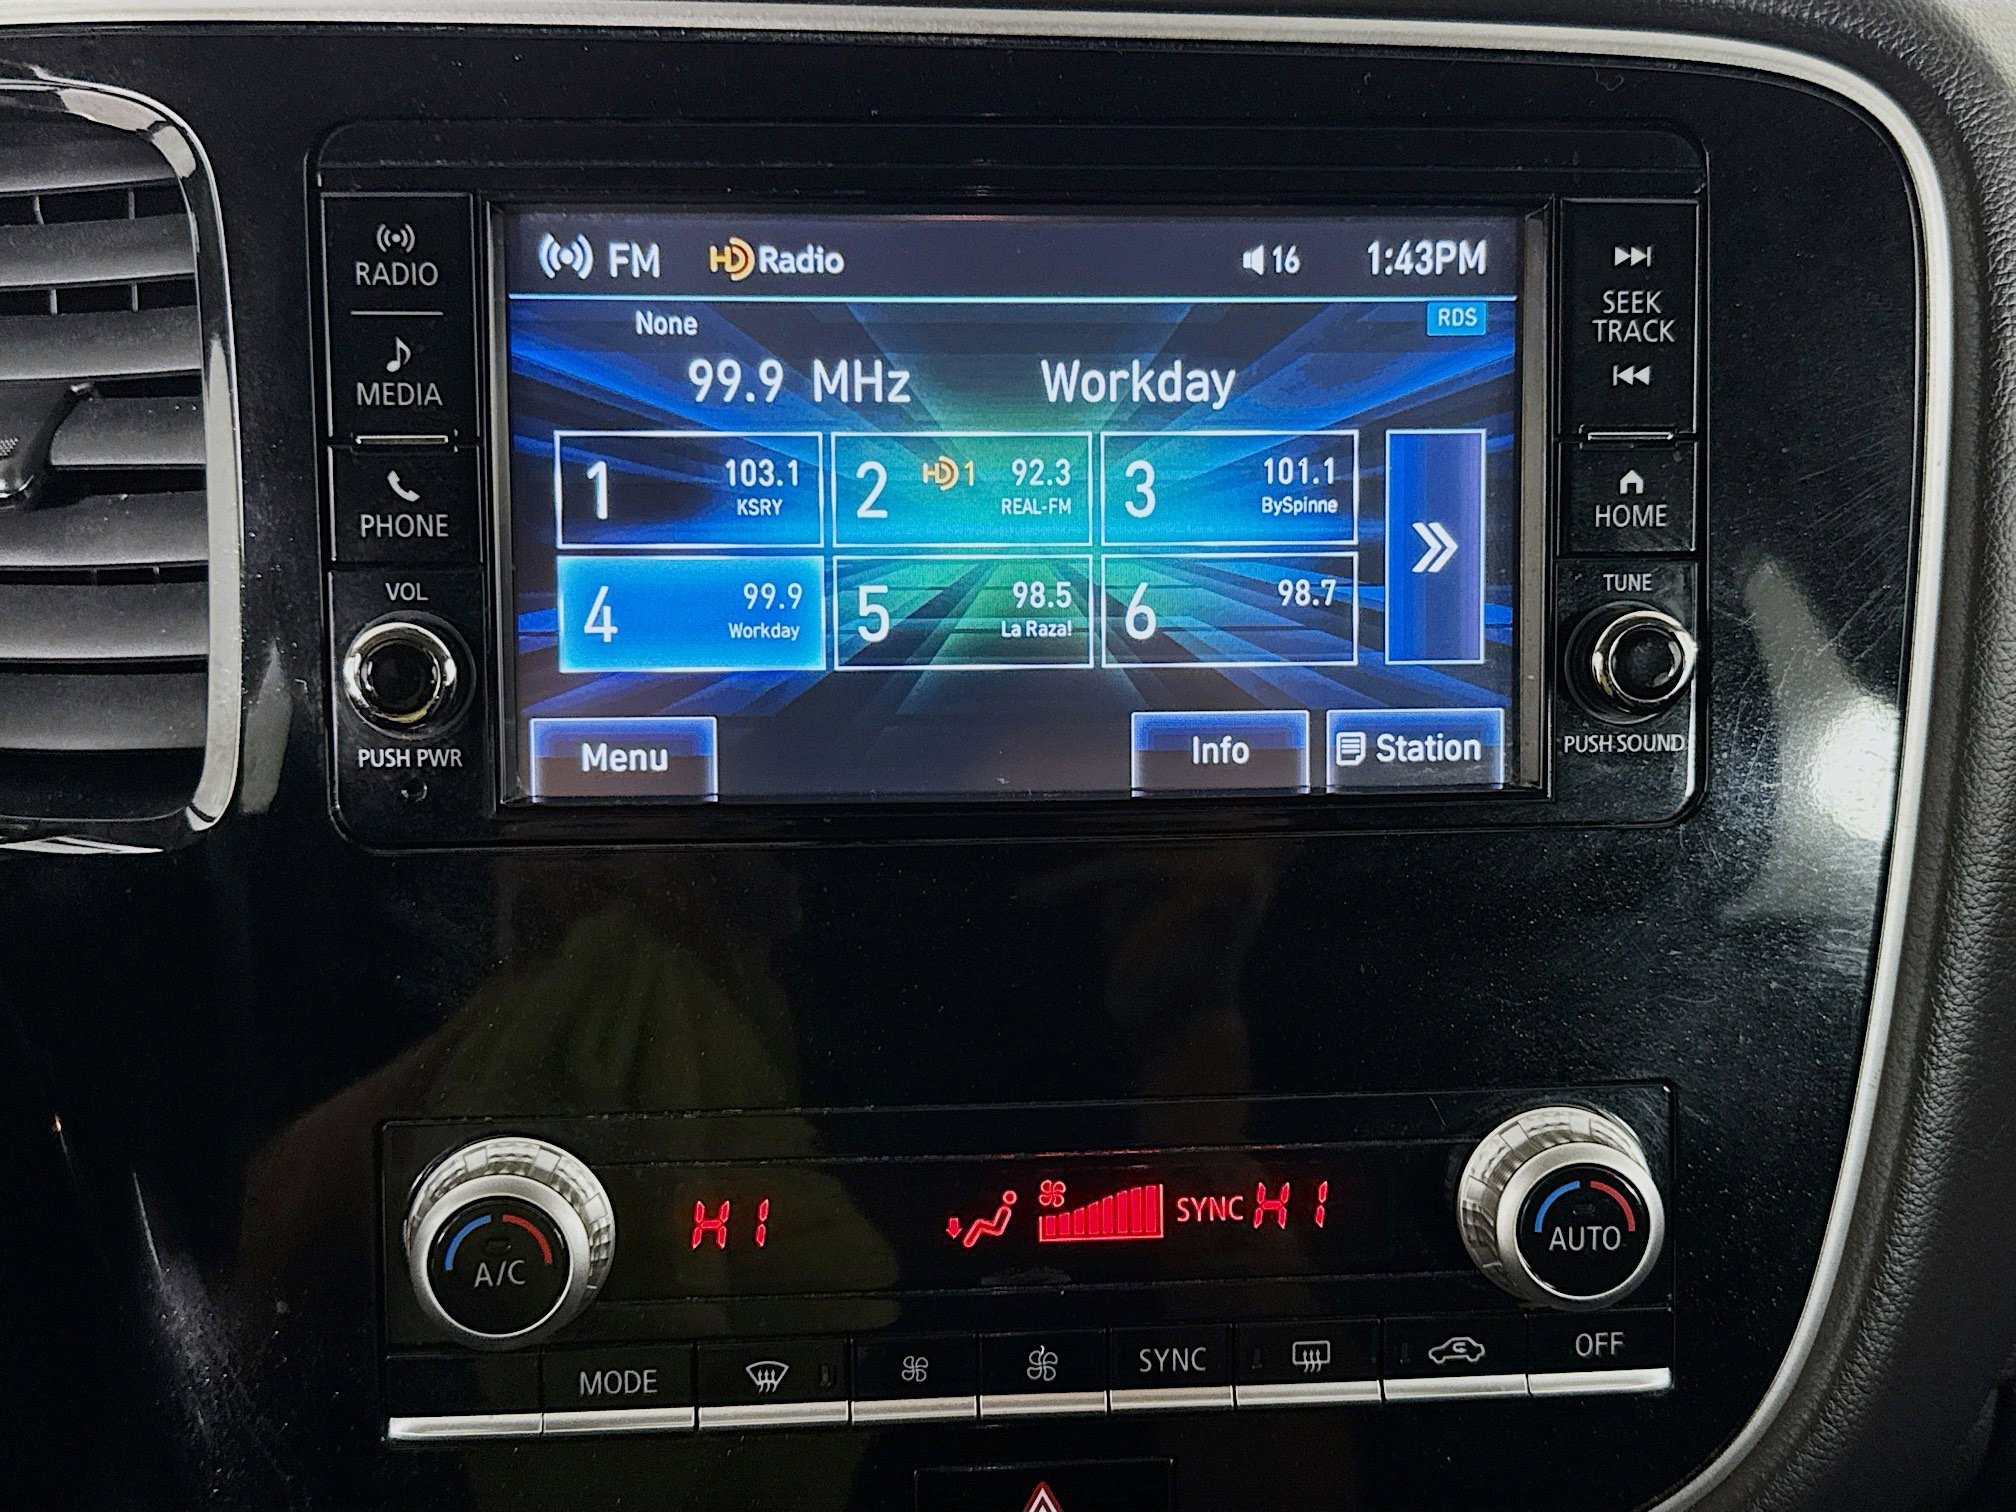 FM HD Radio 16 1:43PM
None RDS
99.9 MHz Workday
1 103.1 KSRY
2 HD1 92.3 REAL-FM
3 101.1 BySpinne
4 99.9 Workday
5 98.5 La Raza!
6 98.7
Menu Info Station
RADIO
MEDIA
PHONE
VOL
PUSH PWR
SEEK
TRACK
HOME
TUNE
PUSH SOUND
A/C
HI SYNC HI
AUTO
MODE SYNC OFF